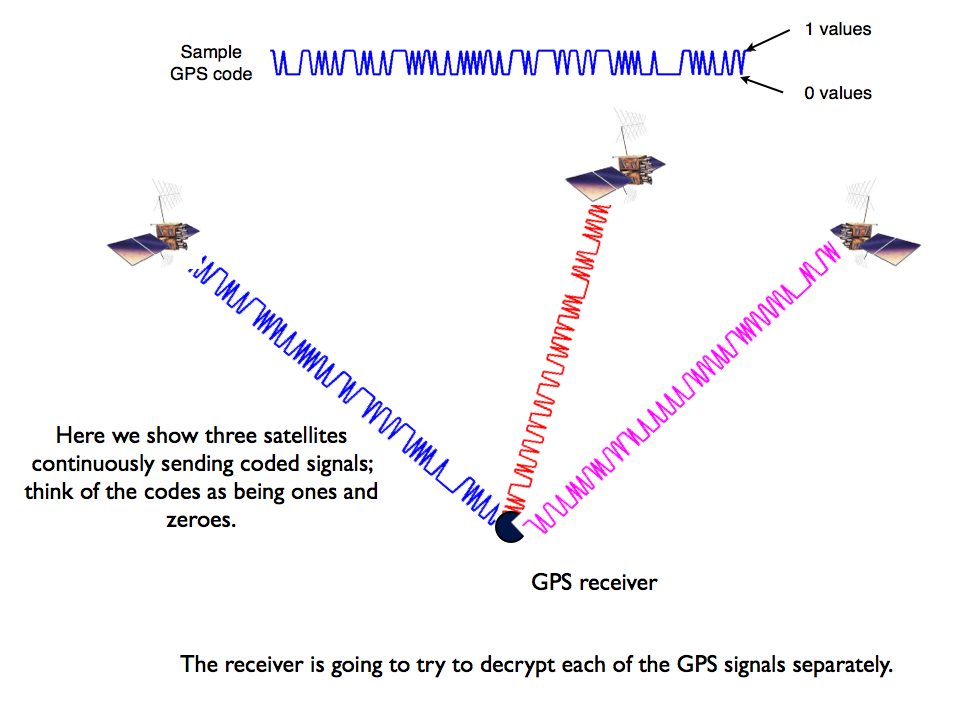 Sample
GPS code
1 values
0 values
Here we show three satellites
continuously sending coded signals;
think of the codes as being ones and
zeroes.
GPS receiver
The receiver is going to try to decrypt each of the GPS signals separately.